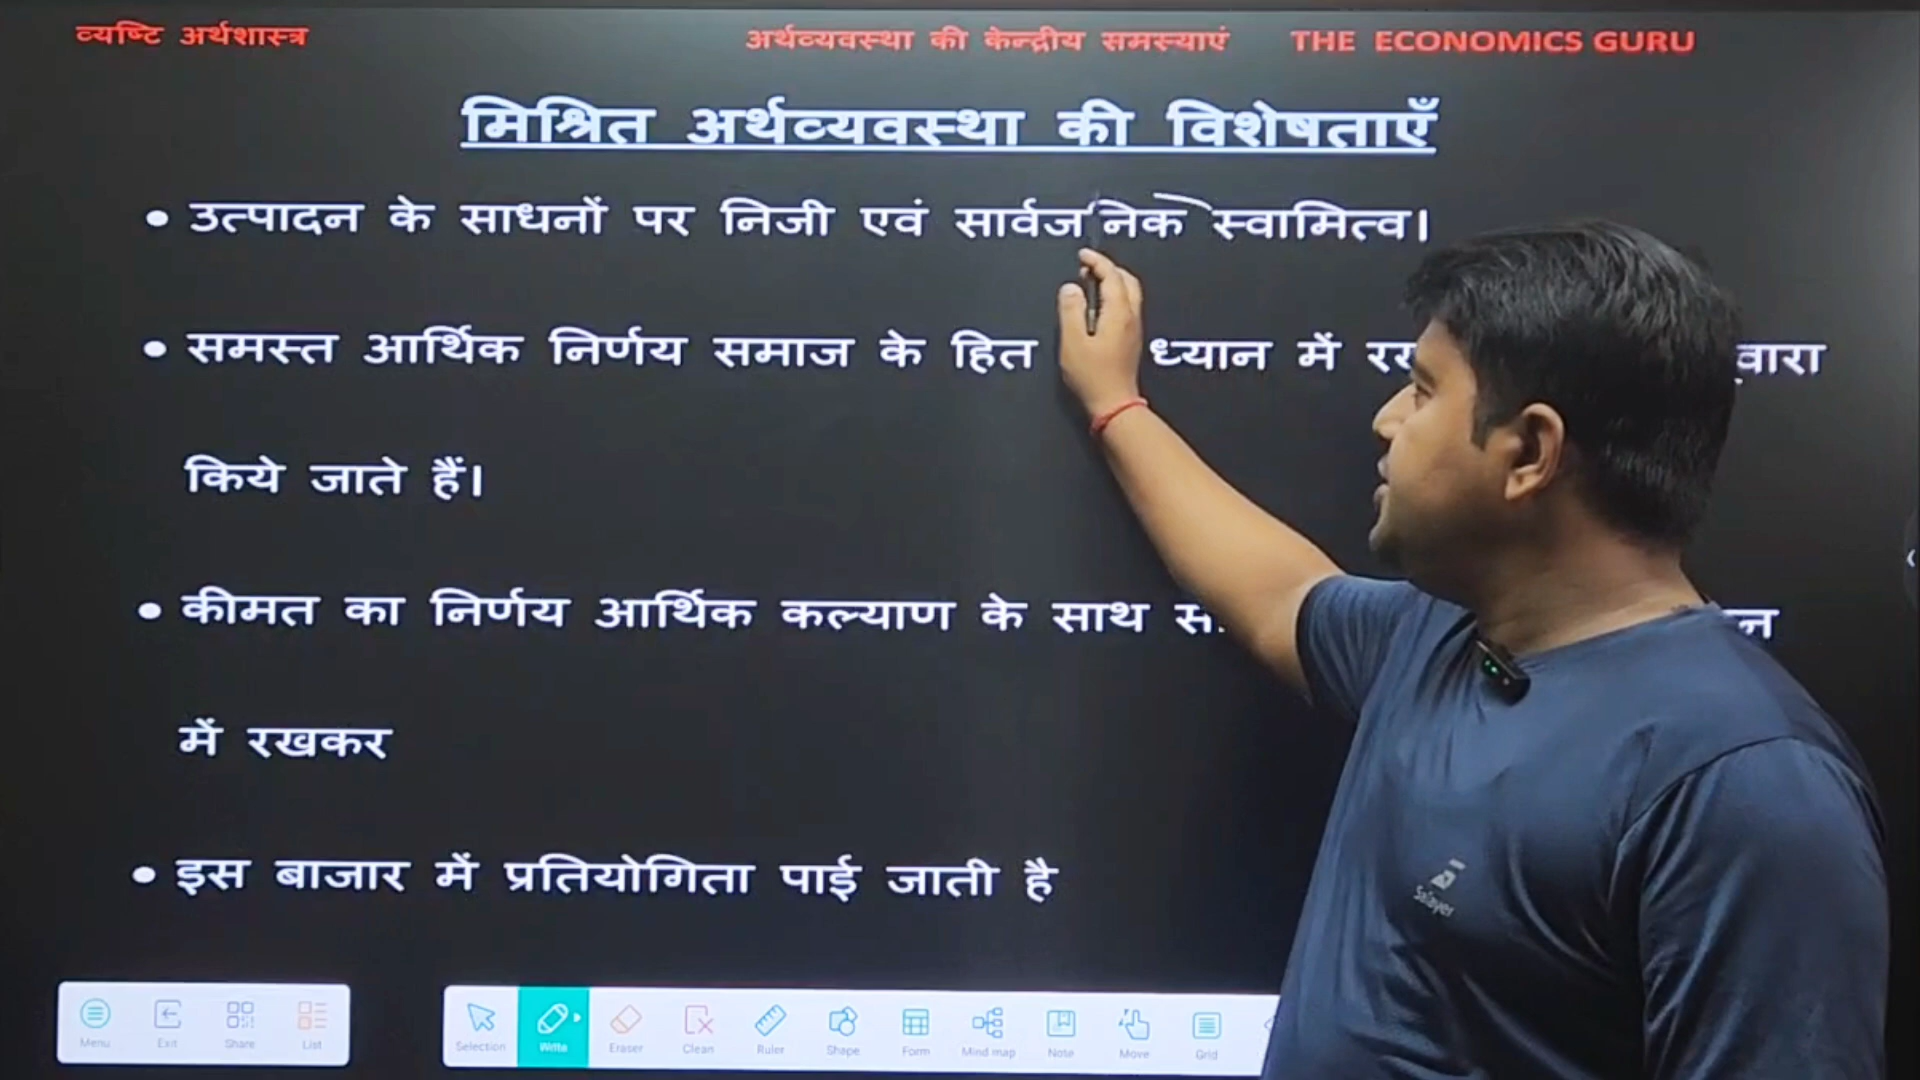 व्यष्टि अर्थशास्त्र
अर्थव्यवस्था की केन्द्रीय समस्याएं THE ECONOMICS GURU
मिश्रित अर्थव्यवस्था की विशेषताएँ
• उत्पादन के साधनों पर निजी एवं सार्वजनिक स्वामित्व।
• समस्त आर्थिक निर्णय समाज के हित ध्यान में
किये जाते हैं।
• कीमत का निर्णय आर्थिक कल्याण के साथ
में रखकर
• इस बाजार में प्रतियोगिता पाई जाती है
Salayer
Menu Exit Share List
Selection Write Eraser Clean Ruler Shape Form Mind map Note Move Grid